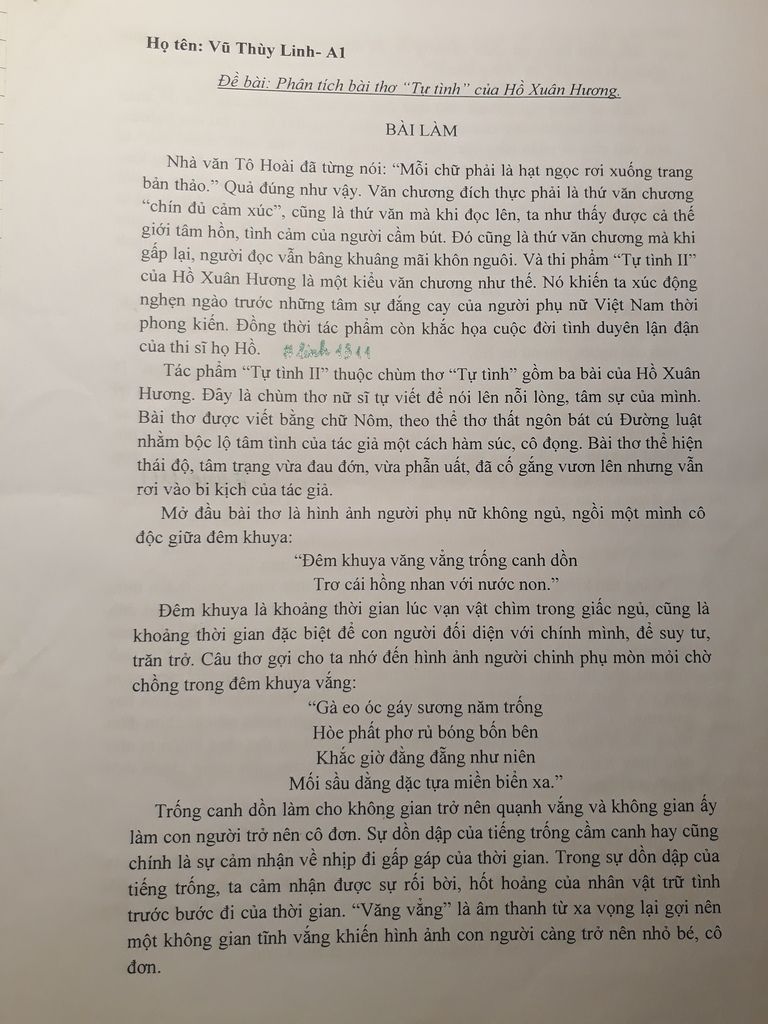 Họ tên: Vũ Thùy Linh- A1
Đề bài: Phân tích bài thơ “Tự tình” của Hồ Xuân Hương.
BÀI LÀM
Nhà văn Tô Hoài đã từng nói: “Mỗi chữ phải là hạt ngọc rơi xuống trang
bản thảo.” Quả đúng như vậy. Văn chương đích thực phải là thứ văn chương
“chín đủ cảm xúc”, cũng là thứ văn mà khi đọc lên, ta như thấy được cả thế
giới tâm hồn, tình cảm của người cầm bút. Đó cũng là thứ văn chương mà khi
gấp lại, người đọc vẫn bâng khuâng mãi khôn nguôi. Và thi phẩm “Tự tình II”
của Hồ Xuân Hương là một kiểu văn chương như thế. Nó khiến ta xúc động
nghẹn ngào trước những tâm sự đắng cay của người phụ nữ Việt Nam thời
phong kiến. Đồng thời tác phẩm còn khắc họa cuộc đời tình duyên lận đận
của thi sĩ họ Hồ. #linh 1311
Tác phẩm “Tự tình II” thuộc chùm thơ “Tự tình” gồm ba bài của Hồ Xuân
Hương. Đây là chùm thơ nữ sĩ tự viết để nói lên nỗi lòng, tâm sự của mình.
Bài thơ được viết bằng chữ Nôm, theo thể thơ thất ngôn bát cú Đường luật
nhằm bộc lộ tâm tình của tác giả một cách hàm súc, cô đọng. Bài thơ thể hiện
thái độ, tâm trạng vừa đau đớn, vừa phẫn uất, đã cố gắng vươn lên nhưng vẫn
rơi vào bi kịch của tác giả.
Mở đầu bài thơ là hình ảnh người phụ nữ không ngủ, ngồi một mình cô
độc giữa đêm khuya:
“Đêm khuya văng vẳng trống canh dồn
Trơ cái hồng nhan với nước non.”
Đêm khuya là khoảng thời gian lúc vạn vật chìm trong giấc ngủ, cũng là
khoảng thời gian đặc biệt để con người đối diện với chính mình, để suy tư,
trăn trở. Câu thơ gợi cho ta nhớ đến hình ảnh người chinh phụ mòn mỏi chờ
chồng trong đêm khuya vắng:
“Gà eo óc gáy sương năm trống
Hòe phất phơ rủ bóng bốn bên
Khắc giờ đằng đẵng như niên
Mối sầu dằng dặc tựa miền biển xa.”
Trống canh dồn làm cho không gian trở nên quạnh vắng và không gian ấy
làm con người trở nên cô đơn. Sự dồn dập của tiếng trống cầm canh hay cũng
chính là sự cảm nhận về nhịp đi gấp gáp của thời gian. Trong sự dồn dập của
tiếng trống, ta cảm nhận được sự rối bời, hốt hoảng của nhân vật trữ tình
trước bước đi của thời gian. “Văng vẳng” là âm thanh từ xa vọng lại gợi nên
một không gian tĩnh vắng khiến hình ảnh con người càng trở nên nhỏ bé, cô
đơn.